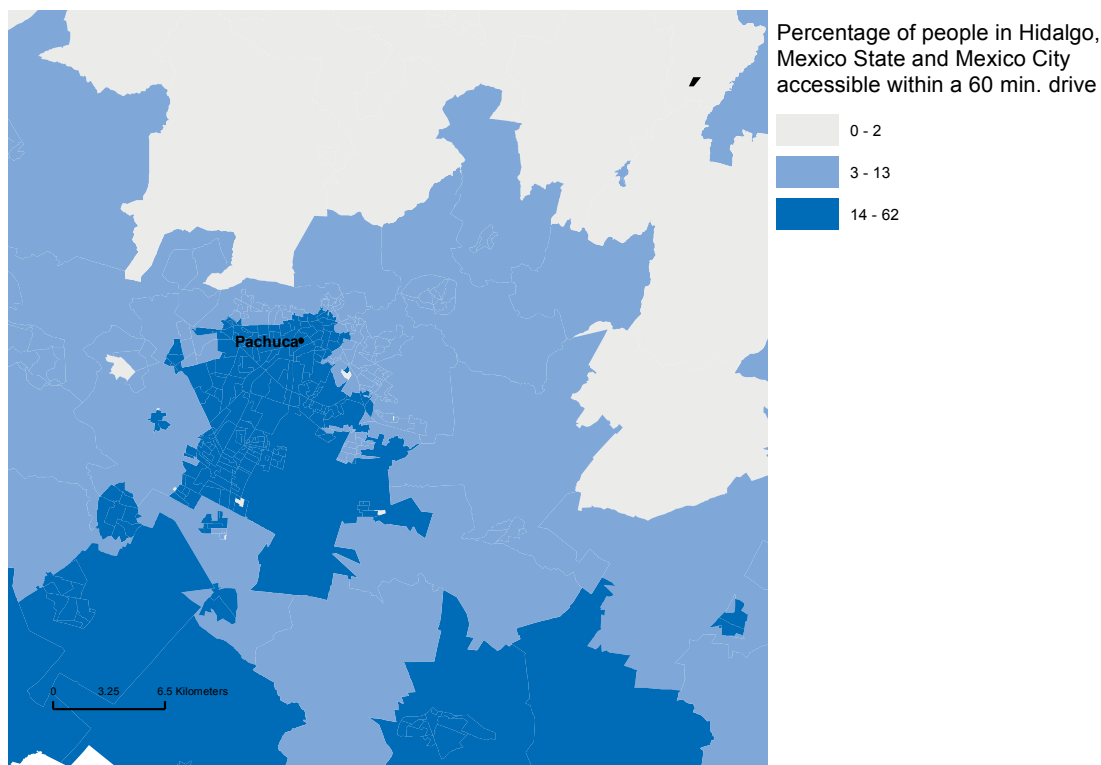 Percentage of people in Hidalgo,
Mexico State and Mexico City
accessible within a 60 min. drive
0 - 2
3 - 13
14 - 62
Pachuca
0 3.25 6.5 Kilometers